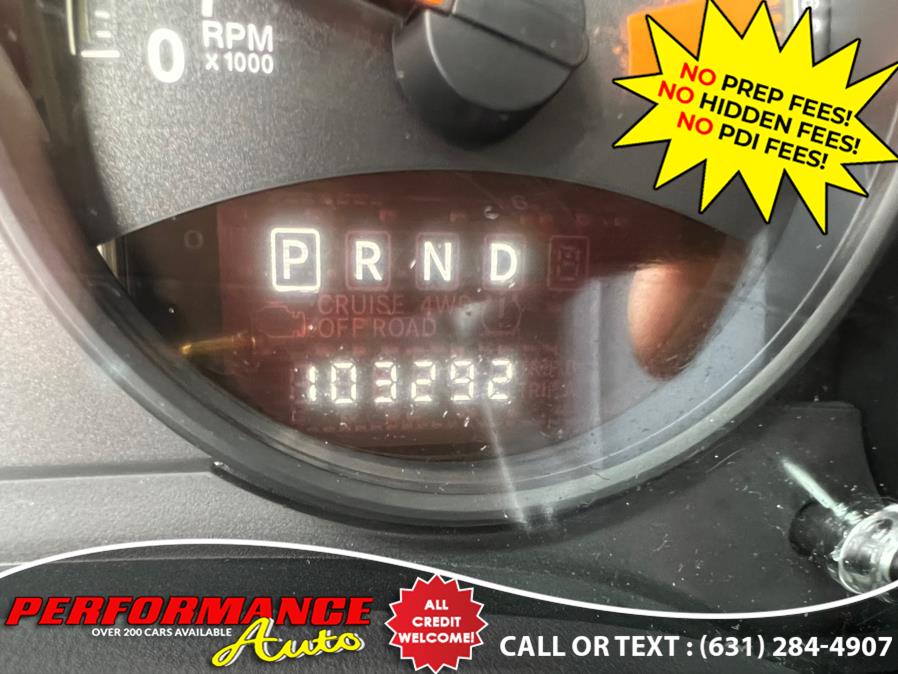 0 RPM
x 1000
NO PREP FEES!
NO HIDDEN FEES!
NO PDI FEES!
P R N D
CRUISE 4WD
OFF ROAD
103292
PERFORMANCE
OVER 200 CARS AVAILABLE
Auto
ALL
CREDIT
WELCOME!
CALL OR TEXT : (631) 284-4907